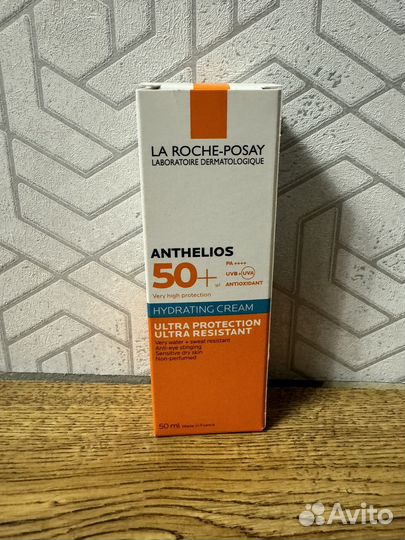 LA ROCHE-POSAY
LABORATOIRE DERMATOLOGIQUE
ANTHELIOS
50+
PA ++++
UVB + UVA
ANTIOXIDANT
Very high protection
HYDRATING CREAM
ULTRA PROTECTION
ULTRA RESISTANT
Very water + sweat resistant
Anti-eye stinging
Sensitive dry skin
Non-perfumed
50 ml Made in France
Avito